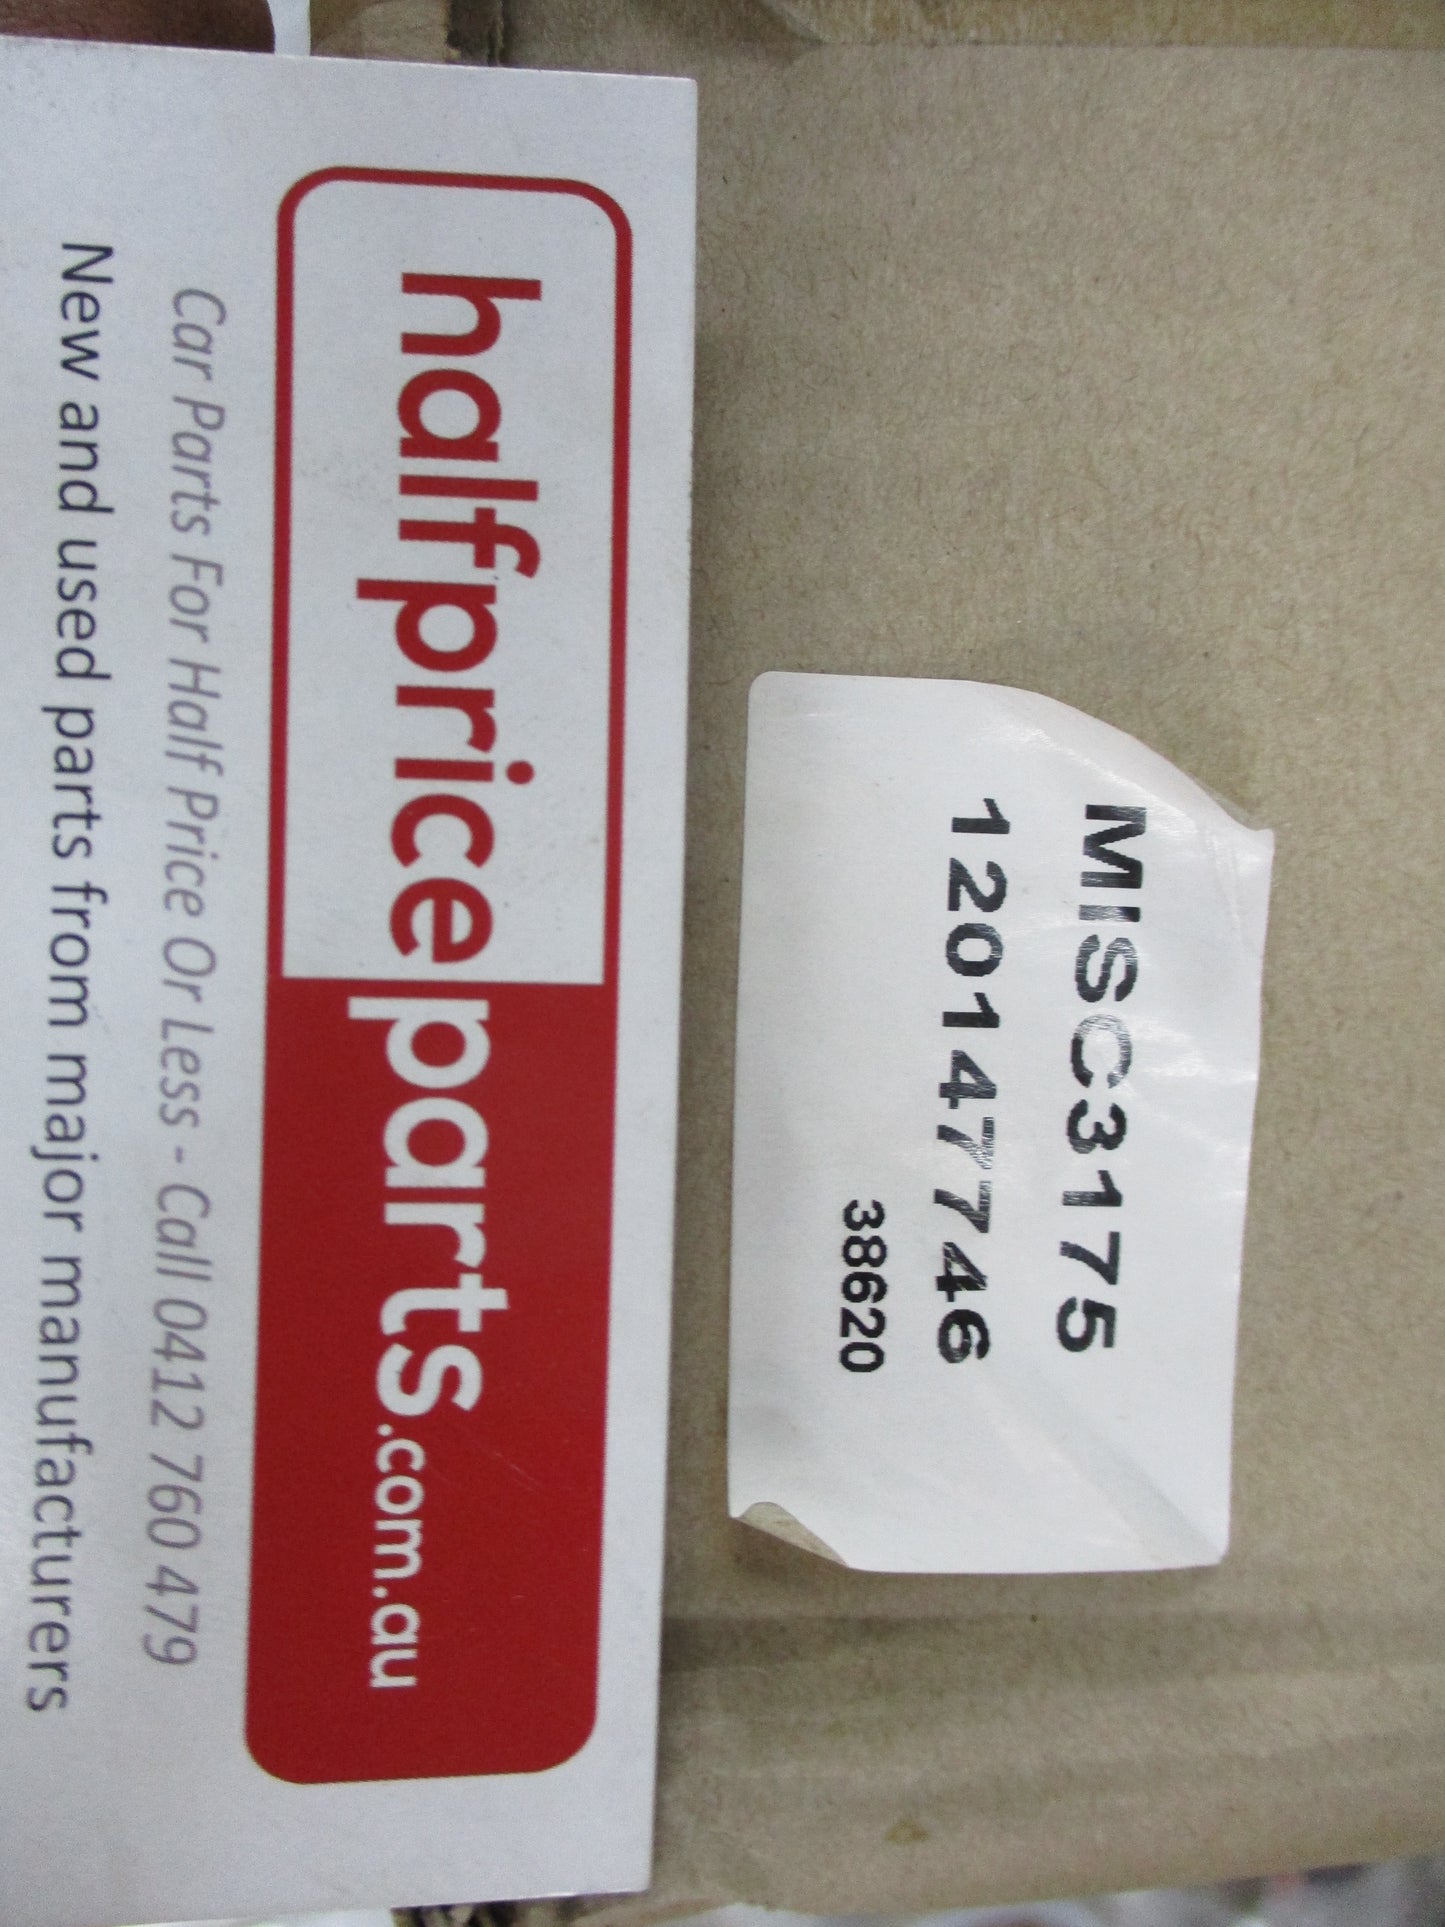 MISC3175
120147746
38620
halfpriceparts.com.au
Car Parts For Half Price Or Less - Call 0412 760 479
New and used parts from major manufacturers